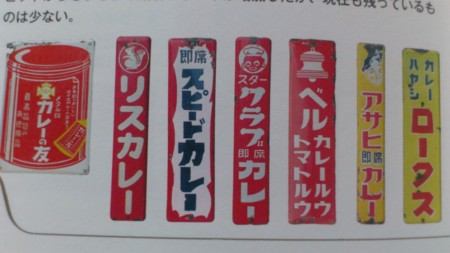 のは少ない。
カレーの友
リスカレー
即席
スピードカレー
スター
クラブ
即席
カレー
ベル
カレールウ
トマトルウ
アサヒ
即席
カレー
カレー
ハヤシ
ロータス